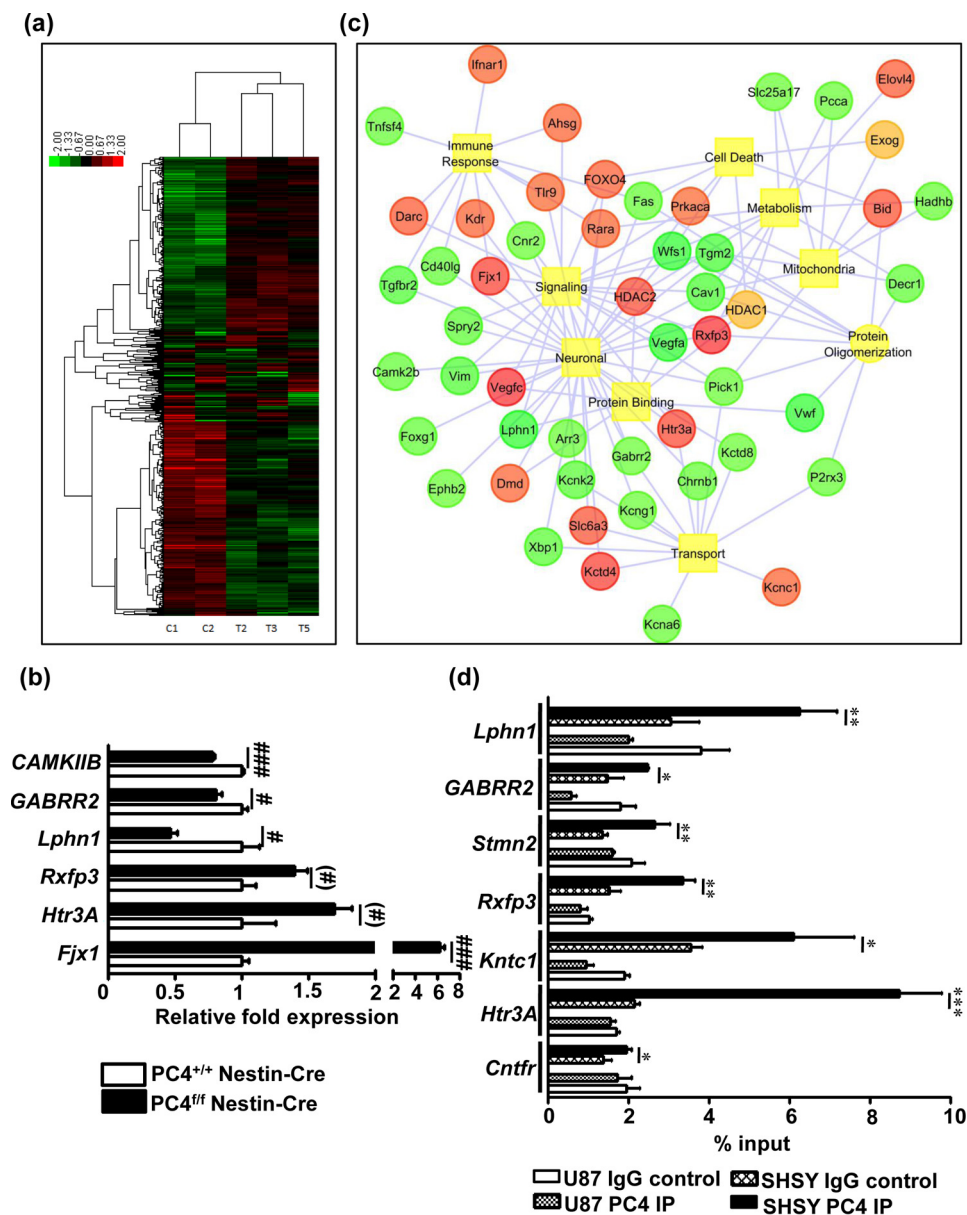 (a)
-2.00
-1.33
-0.67
0.00
0.67
1.33
2.00
C1 C2 T2 T3 T5
(c)
Ifnar1
Elovl4
Slc25a17
Pcca
Tnfsf4
Ahsg
Exog
Immune
Response
Cell Death
FOXO4
Tlr9
Fas
Prkaca
Metabolism
Bid
Hadhb
Darc
Kdr
Rara
Cnr2
Wfs1
Tgm2
Cd40lg
Mitochondria
Tgfbr2
Fjx1
Signaling
HDAC2
Cav1
Decr1
HDAC1
Spry2
Rxfp3
Vegfa
Protein
Oligomerization
Neuronal
Camk2b
Vim
Vegfc
Pick1
Protein Binding
Vwf
Lphn1
Htr3a
Foxg1
Arr3
Gabrr2
Kctd8
Ephb2
Dmd
Kcnk2
Chrnb1
P2rx3
Kcng1
Slc6a3
Xbp1
Transport
Kctd4
Kcnc1
Kcna6
(b)
CAMKIIB
###
GABRR2
#
Lphn1
#
Rxfp3
(#)
Htr3A
(#)
Fjx1
###
0 0.5 1 1.5 2 2 4 6 8
Relative fold expression
PC4+/+ Nestin-Cre
PC4f/f Nestin-Cre
(d)
Lphn1
**
GABRR2
*
Stmn2
**
Rxfp3
**
Kntc1
*
Htr3A
***
Cntfr
*
0 2 4 6 8 10
% input
U87 IgG control
SHSY IgG control
U87 PC4 IP
SHSY PC4 IP